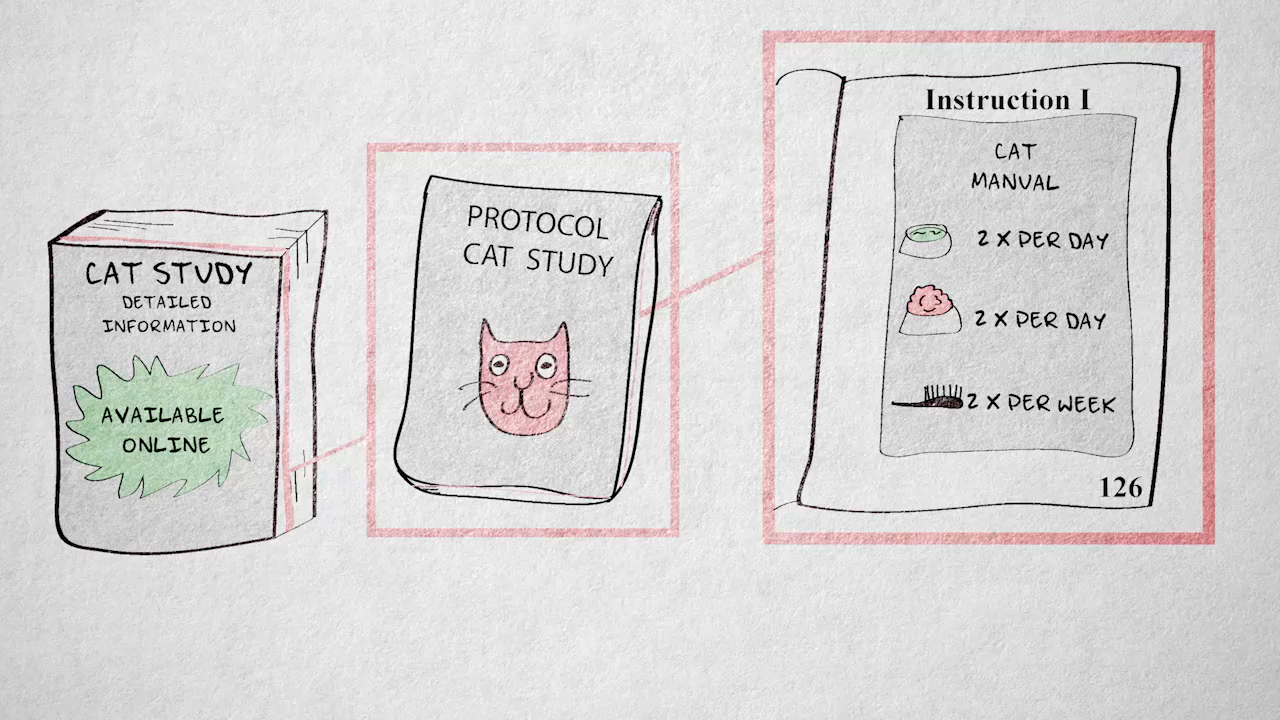 CAT STUDY
DETAILED
INFORMATION
AVAILABLE
ONLINE
PROTOCOL
CAT STUDY
Instruction I
CAT
MANUAL
2 X PER DAY
2 X PER DAY
2 X PER WEEK
126